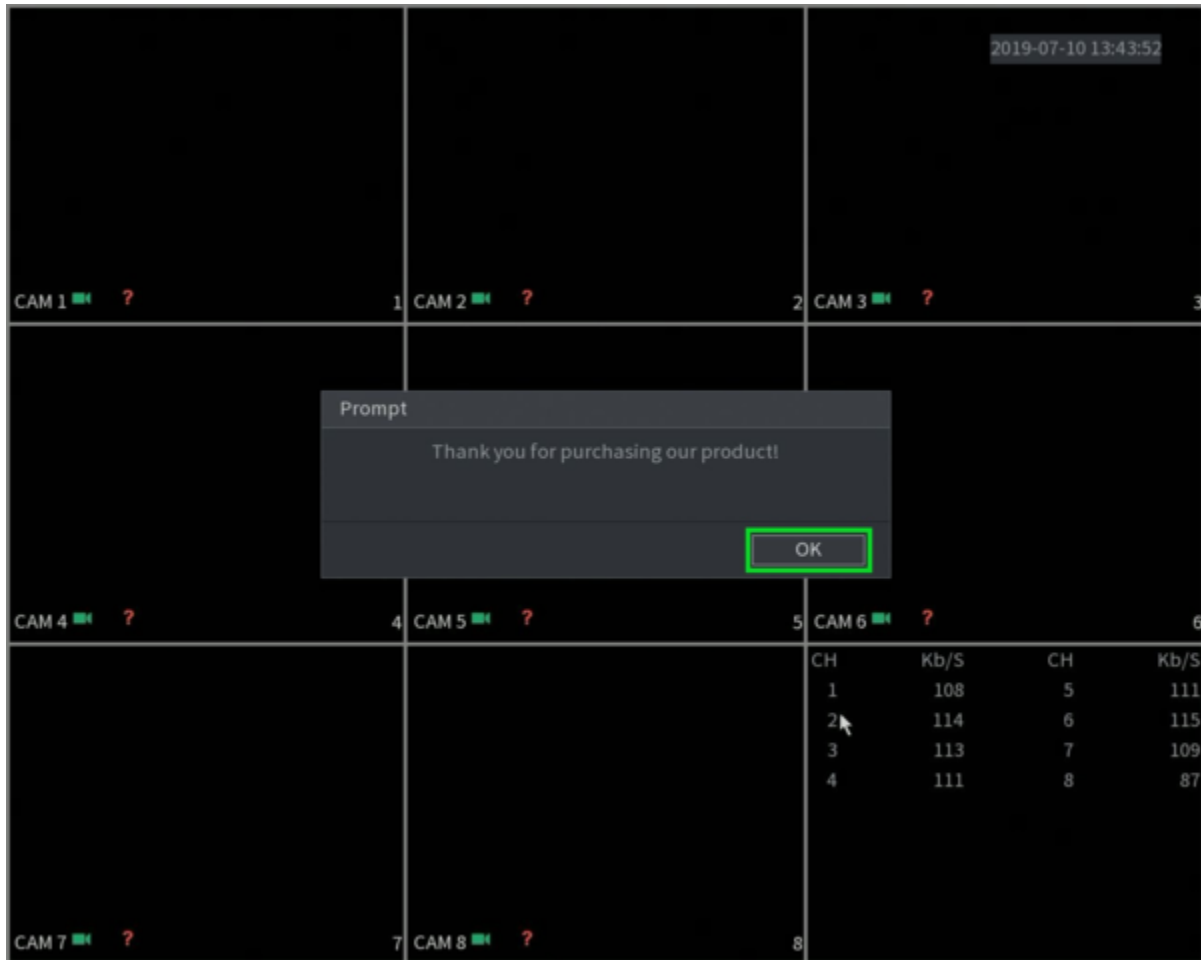 2019-07-10 13:43:52
CAM 1 ? 1 CAM 2 ? 2 CAM 3 ? 3
Prompt
Thank you for purchasing our product!
OK
CAM 4 ? 4 CAM 5 ? 5 CAM 6 ? 6
CH Kb/S CH Kb/S
1 108 5 111
2 114 6 115
3 113 7 109
4 111 8 87
CAM 7 ? 7 CAM 8 ? 8